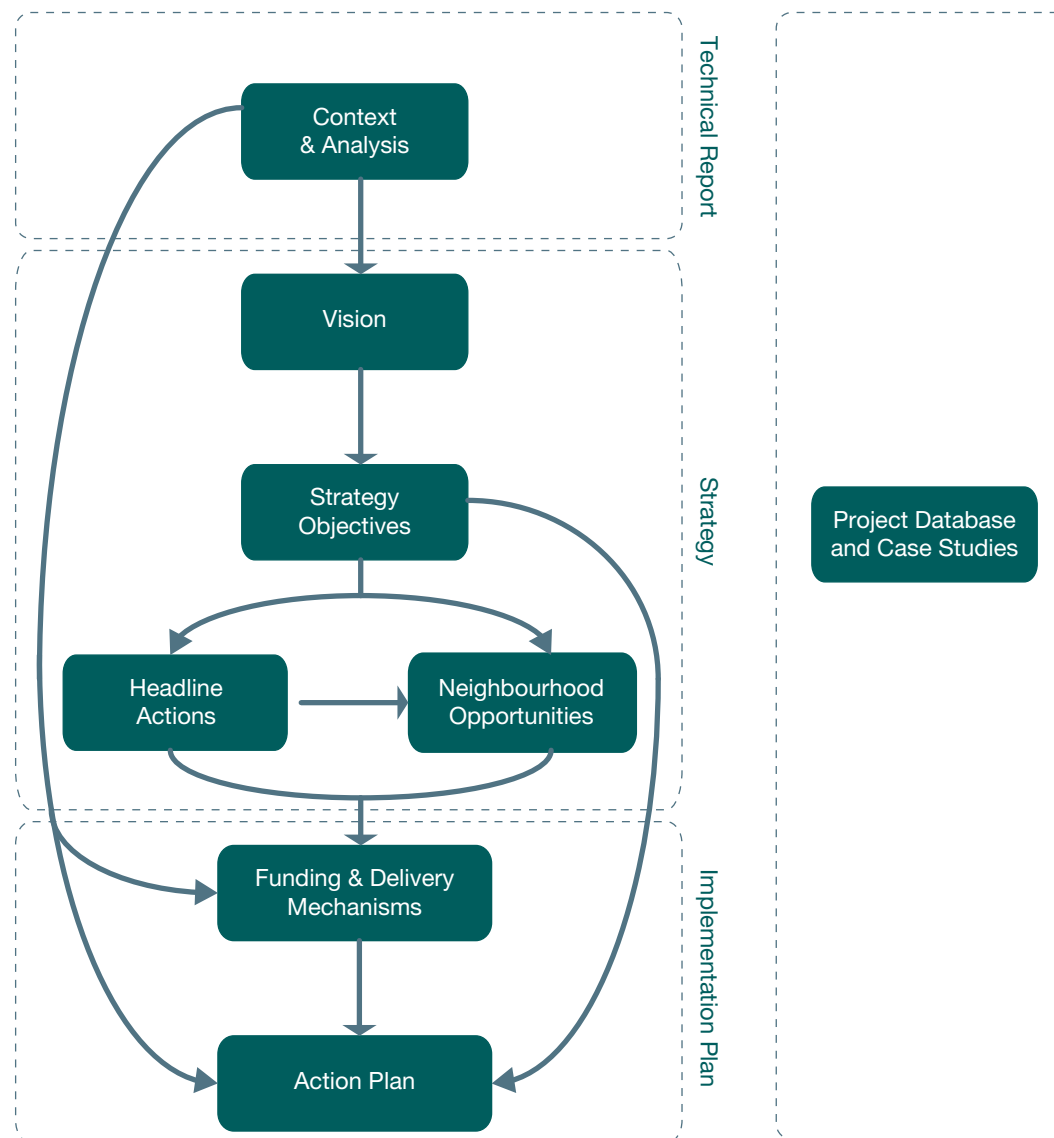 Technical Report
Context
& Analysis
Vision
Strategy
Objectives
Strategy
Project Database
and Case Studies
Headline
Actions
Neighbourhood
Opportunities
Funding & Delivery
Mechanisms
Implementation Plan
Action Plan